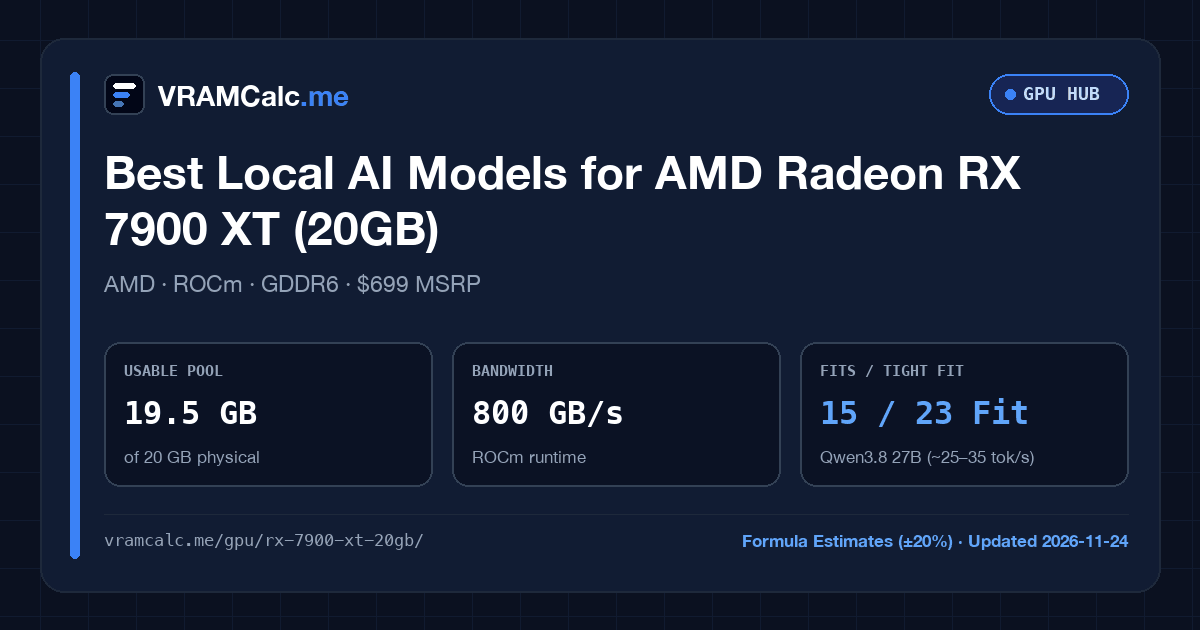 VRAMCalc.me
GPU HUB
Best Local AI Models for AMD Radeon RX
7900 XT (20GB)
AMD · ROCm · GDDR6 · $699 MSRP
USABLE POOL
19.5 GB
of 20 GB physical
BANDWIDTH
800 GB/s
ROCm runtime
FITS / TIGHT FIT
15 / 23 Fit
Qwen3.8 27B (~25–35 tok/s)
vramcalc.me/gpu/rx-7900-xt-20gb/
Formula Estimates (±20%) · Updated 2026-11-24